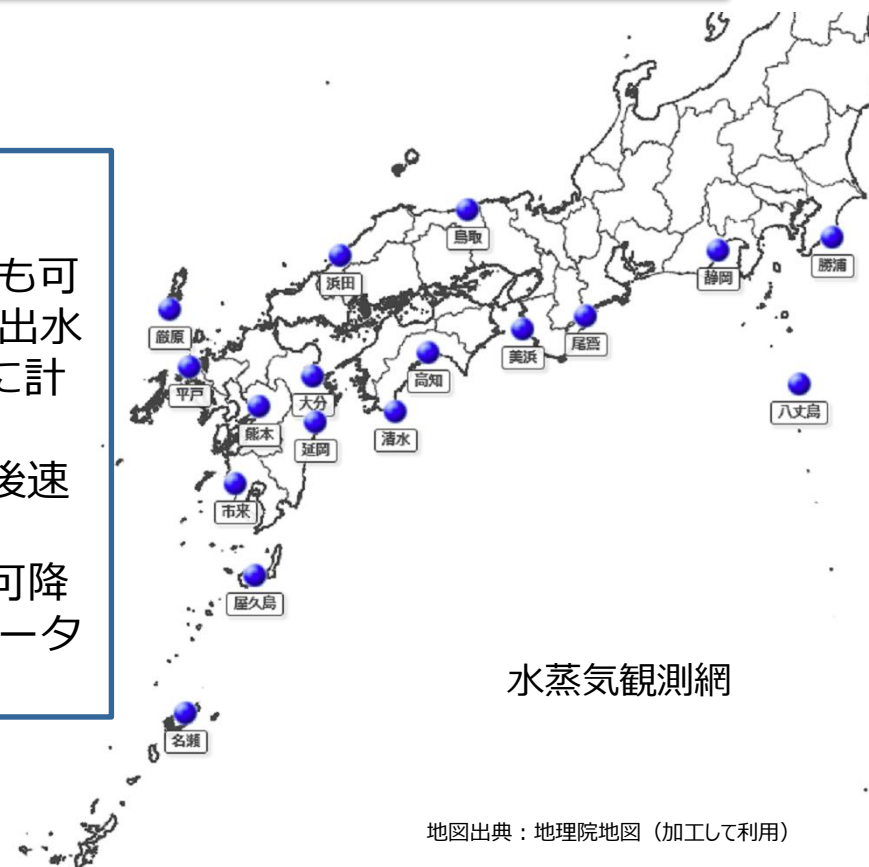 も可
出水
に計
後速
可降
ータ
鳥取
浜田
厳原
平戸
大分
熊本
延岡
高知
清水
美浜
尾鷲
静岡
勝浦
八丈島
市来
屋久島
名瀬
水蒸気観測網
地図出典：地理院地図（加工して利用）